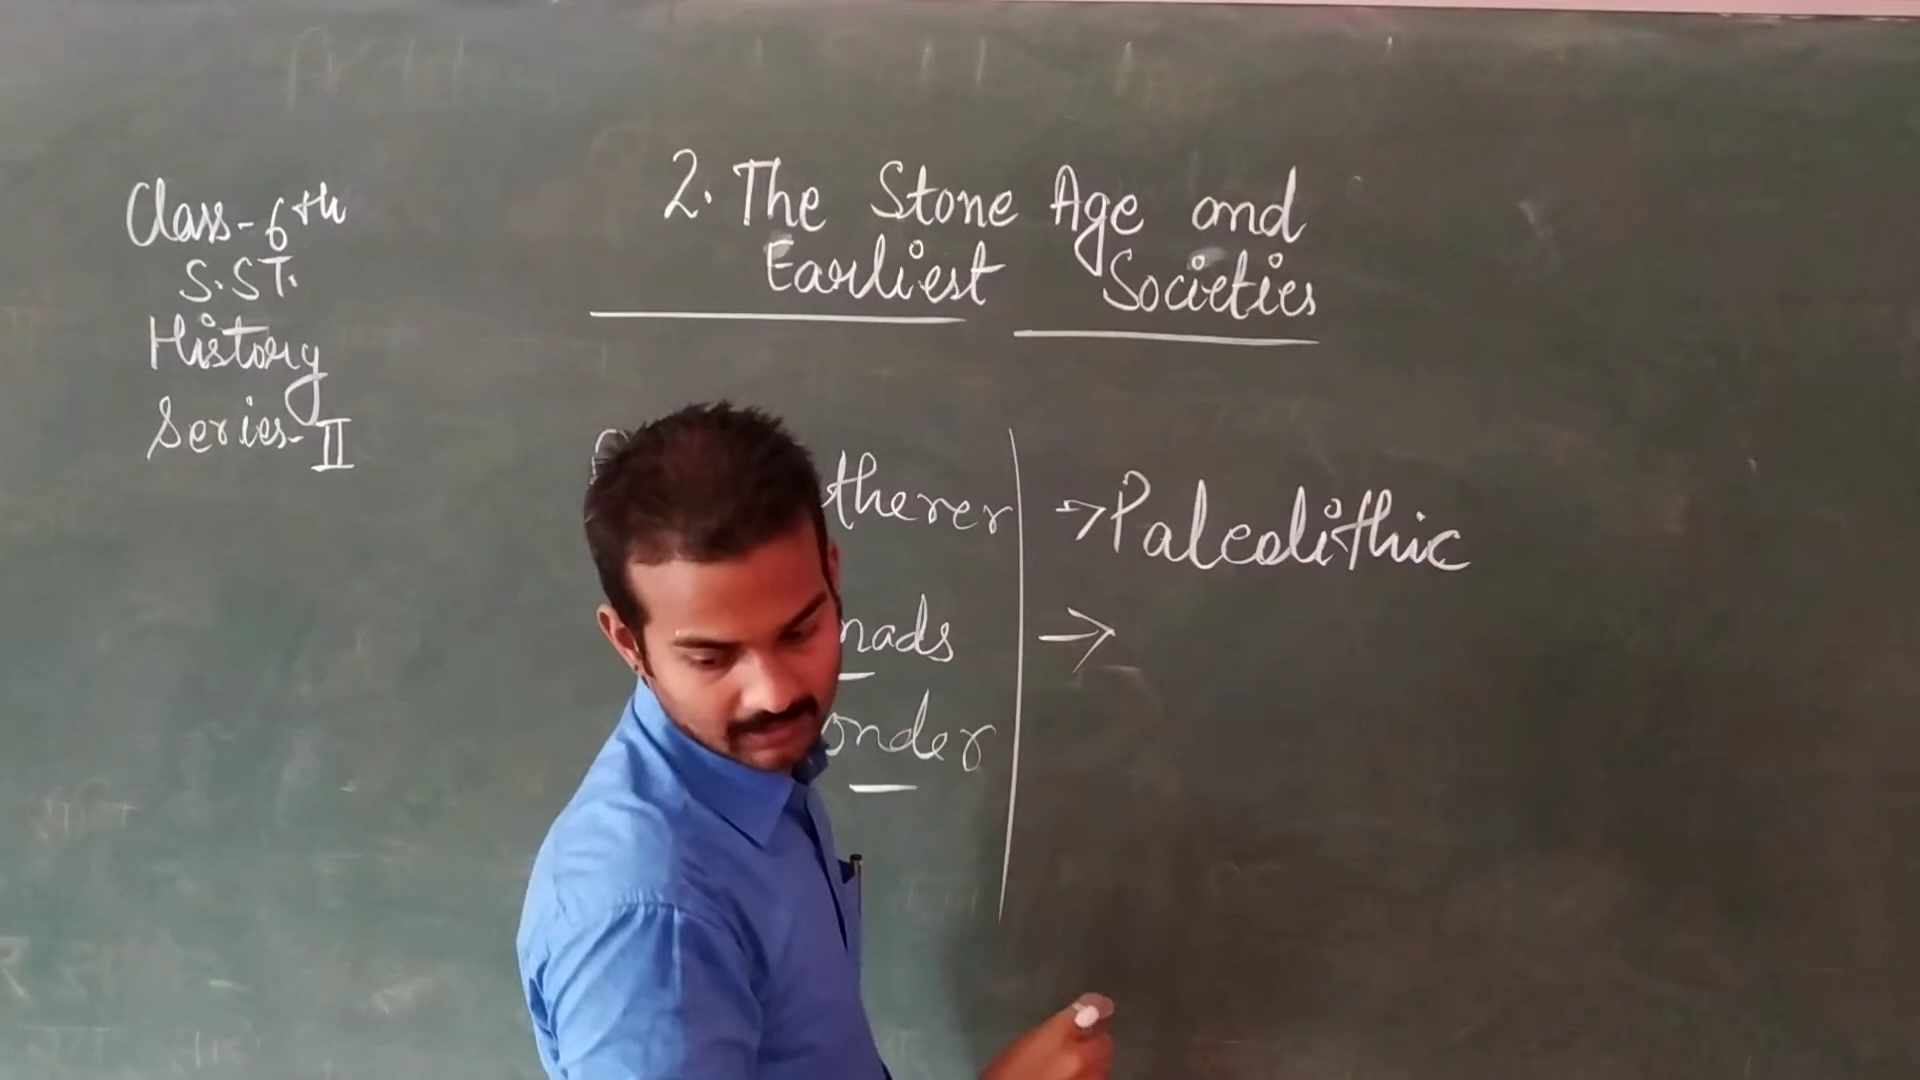 Class-6th
S.ST.
History
Series-II
2. The Stone Age and
Earliest Societies
therer
nads
onder
→Paleolithic
→